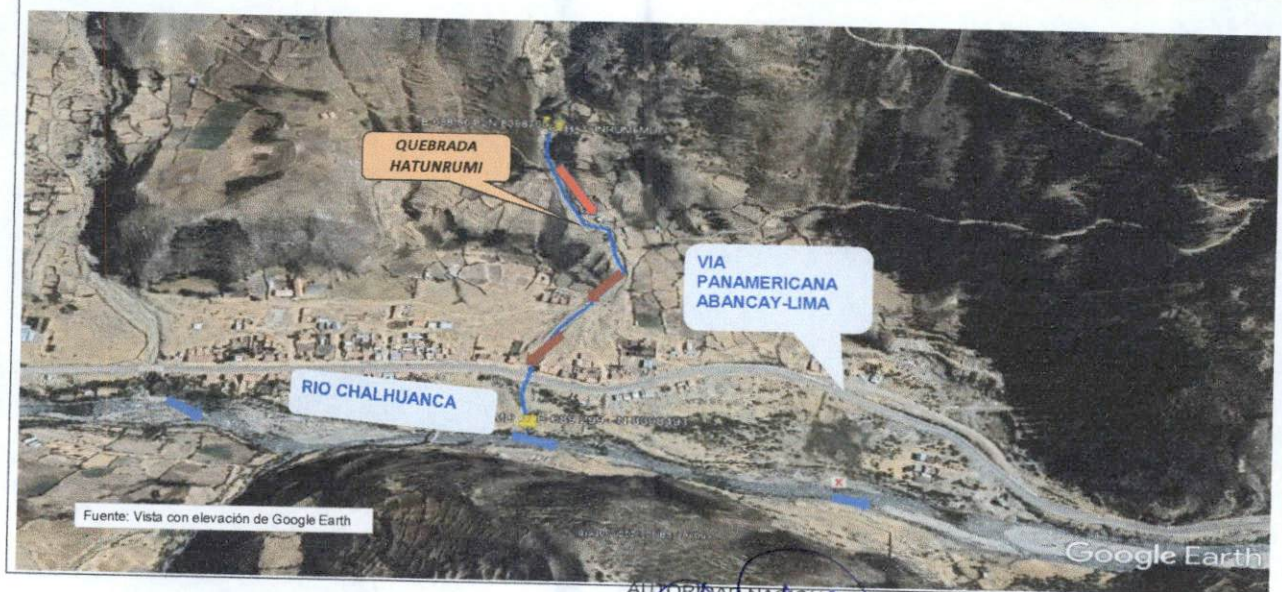 QUEBRADA
HATUNRUMI
VIA
PANAMERICANA
ABANCAY-LIMA
RIO CHALHUANCA
Fuente: Vista con elevación de Google Earth
Google Earth